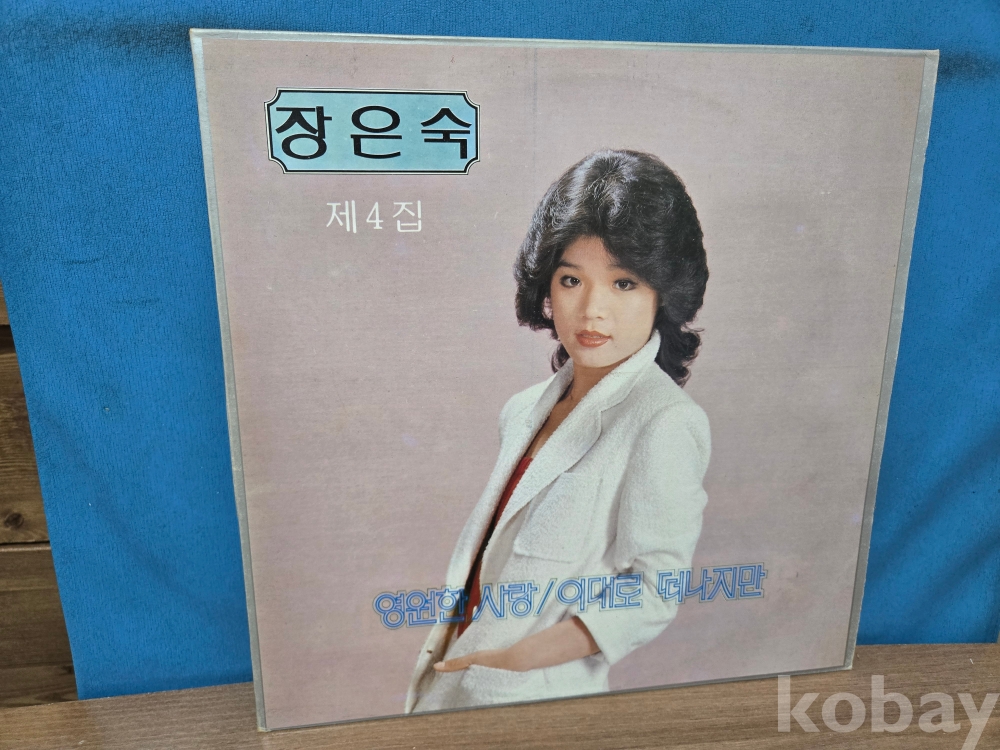 장은숙
제4집
영원한 사랑/이대로 떠나지만
kobay